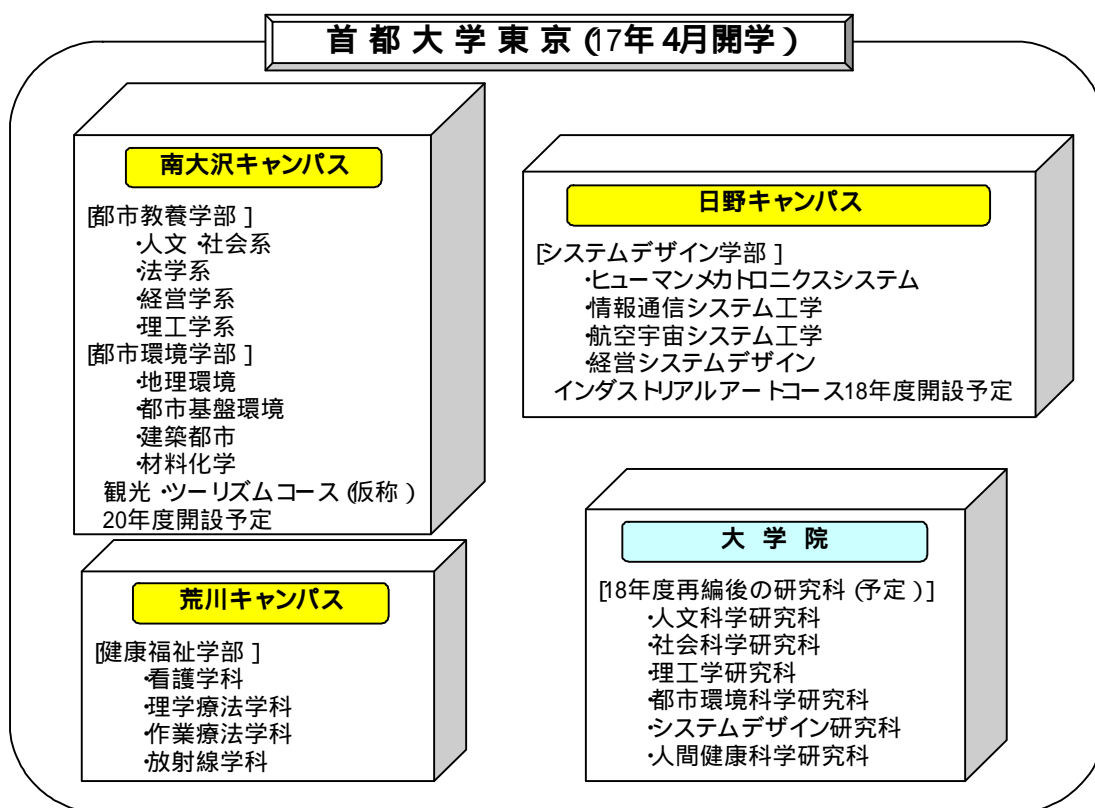 首都大学東京(17年4月開学)
南大沢キャンパス
[都市教養学部]
・人文・社会系
・法学系
・経営学系
・理工学系
[都市環境学部]
・地理環境
・都市基盤環境
・建築都市
・材料化学
観光・ツーリズムコース(仮称)
20年度開設予定
日野キャンパス
[システムデザイン学部]
・ヒューマンメカトロニクスシステム
・情報通信システム工学
・航空宇宙システム工学
・経営システムデザイン
インダストリアルアートコース18年度開設予定
荒川キャンパス
[健康福祉学部]
・看護学科
・理学療法学科
・作業療法学科
・放射線学科
大学院
[18年度再編後の研究科(予定)]
・人文科学研究科
・社会科学研究科
・理工学研究科
・都市環境科学研究科
・システムデザイン研究科
・人間健康科学研究科